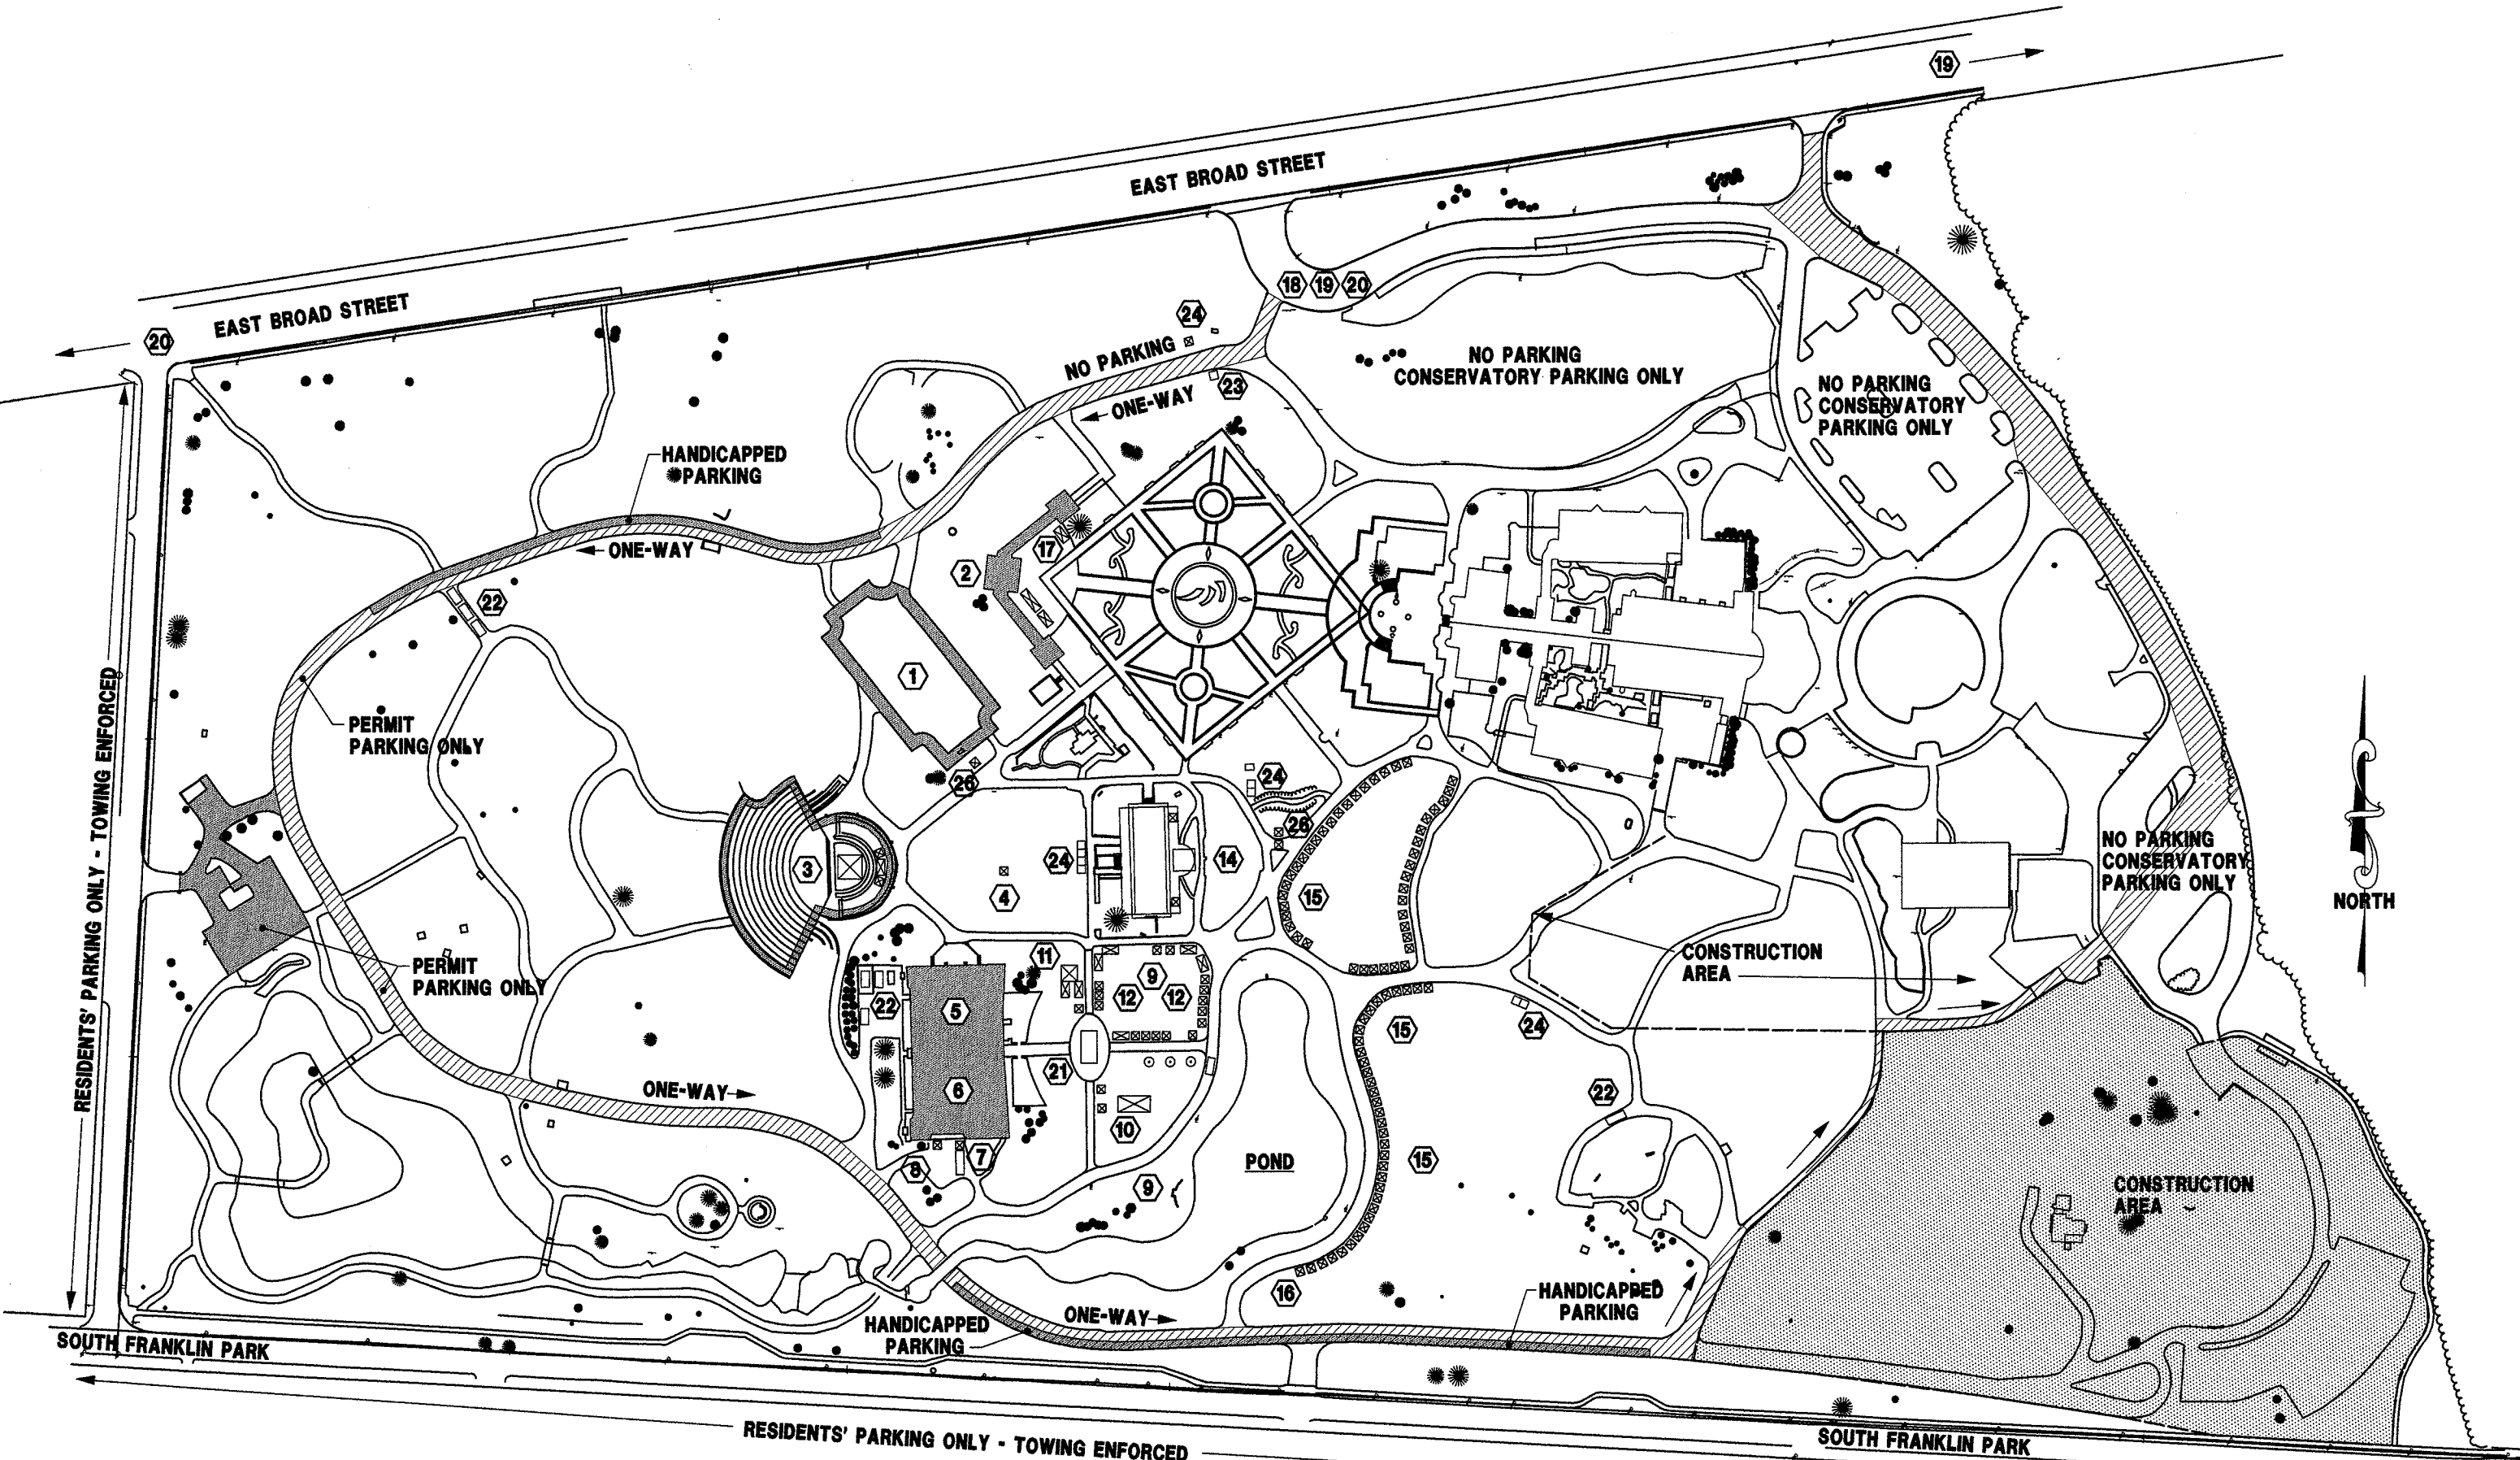 19
EAST BROAD STREET
EAST BROAD STREET
20
18 19 20
24
NO PARKING
23
ONE-WAY
NO PARKING
CONSERVATORY PARKING ONLY
NO PARKING
CONSERVATORY
PARKING ONLY
HANDICAPPED
PARKING
ONE-WAY
17
2
22
1
RESIDENTS' PARKING ONLY - TOWING ENFORCED
PERMIT
PARKING ONLY
26
24
26
3
24
14
4
15
NO PARKING
CONSERVATORY
PARKING ONLY
NORTH
PERMIT
PARKING ONLY
11
9
12 12
22
5
CONSTRUCTION
AREA
15
24
21
6
ONE-WAY
22
10
8
7
9
POND
15
CONSTRUCTION
AREA
16
HANDICAPPED
PARKING
ONE-WAY
HANDICAPPED
PARKING
SOUTH FRANKLIN PARK
RESIDENTS' PARKING ONLY - TOWING ENFORCED
SOUTH FRANKLIN PARK